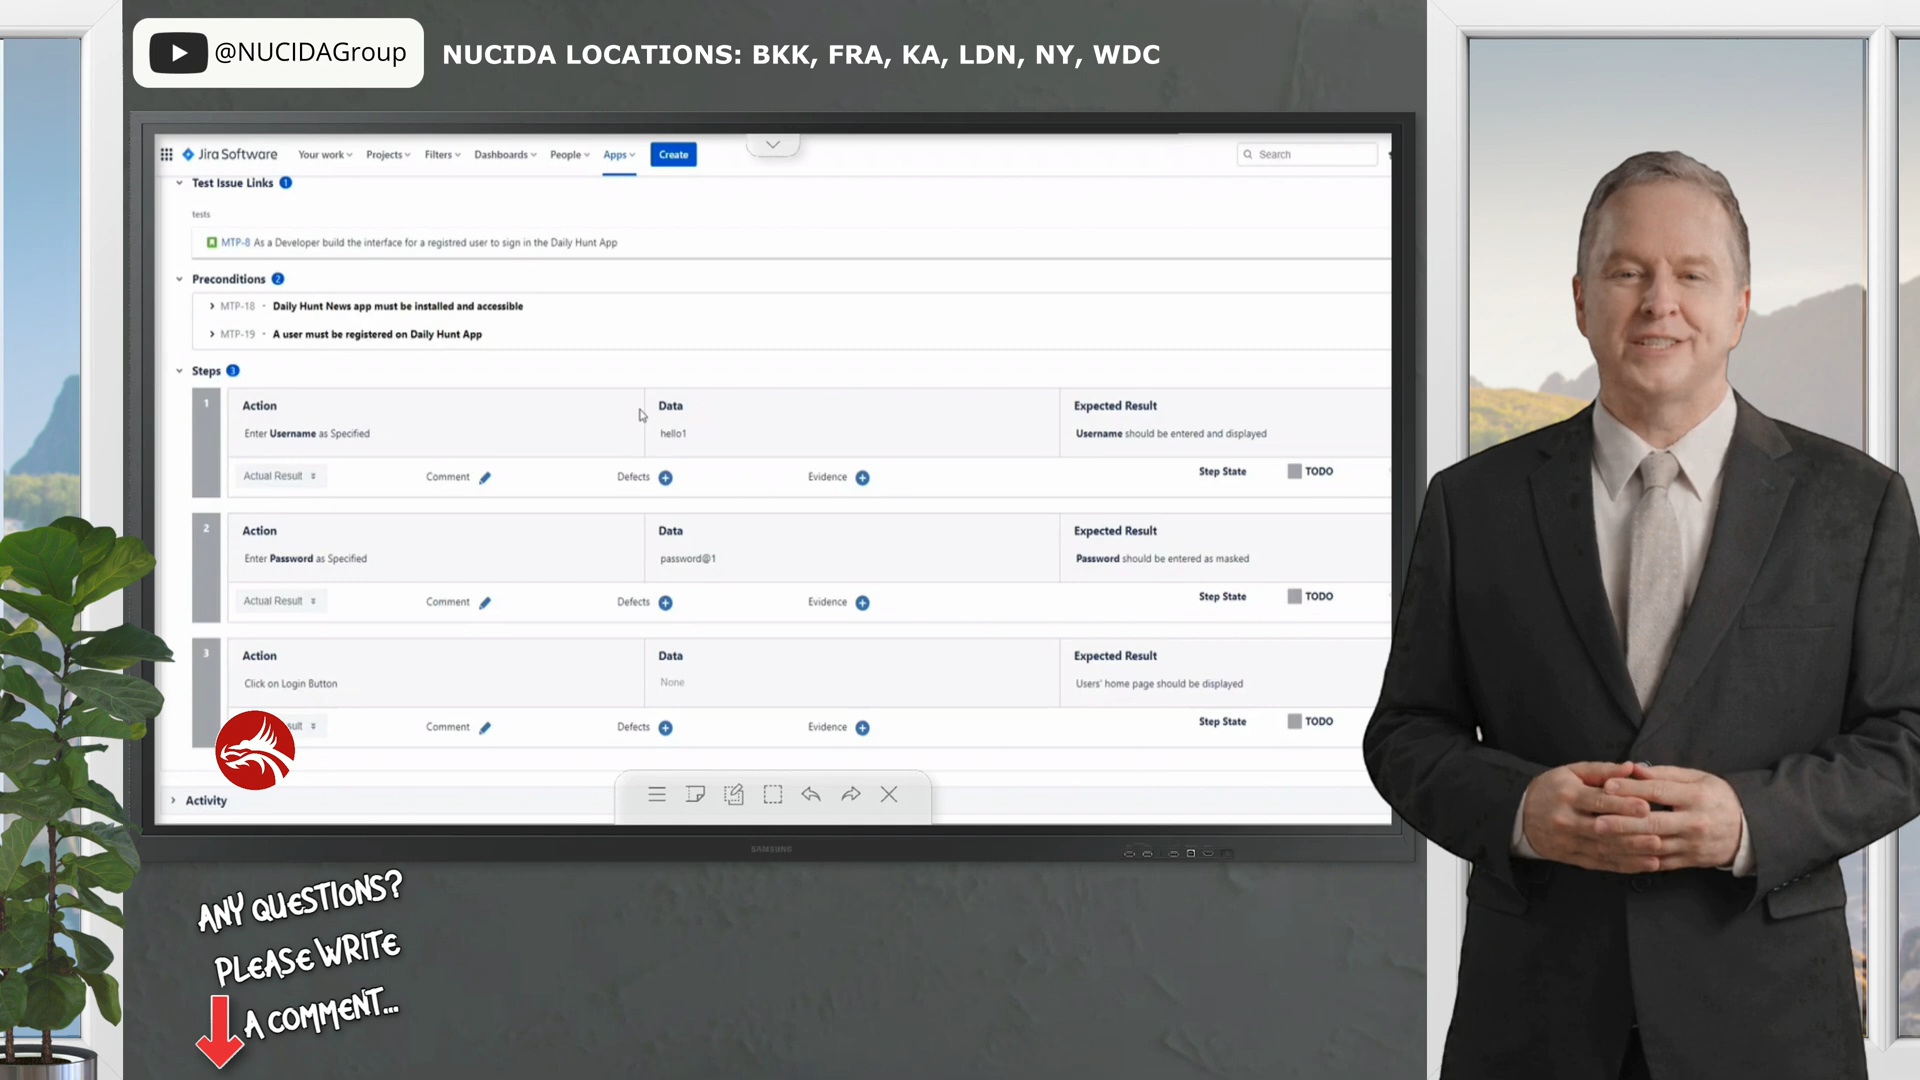 @NUCIDAGroup
NUCIDA LOCATIONS: BKK, FRA, KA, LDN, NY, WDC
Jira Software Your work Projects Filters Dashboards People Apps Create Search
Test Issue Links 1
tests
MTP-8 As a Developer build the interface for a registred user to sign in the Daily Hunt App
Preconditions 2
MTP-18 - Daily Hunt News app must be installed and accessible
MTP-19 - A user must be registered on Daily Hunt App
Steps 3
1 Action Data Expected Result
Enter Username as Specified hello1 Username should be entered and displayed
Actual Result Comment Defects Evidence Step State TODO
2 Action Data Expected Result
Enter Password as Specified password@1 Password should be entered as masked
Actual Result Comment Defects Evidence Step State TODO
3 Action Data Expected Result
Click on Login Button None Users' home page should be displayed
sult Comment Defects Evidence Step State TODO
Activity
SAMSUNG
ANY QUESTIONS?
PLEASE WRITE
A COMMENT...